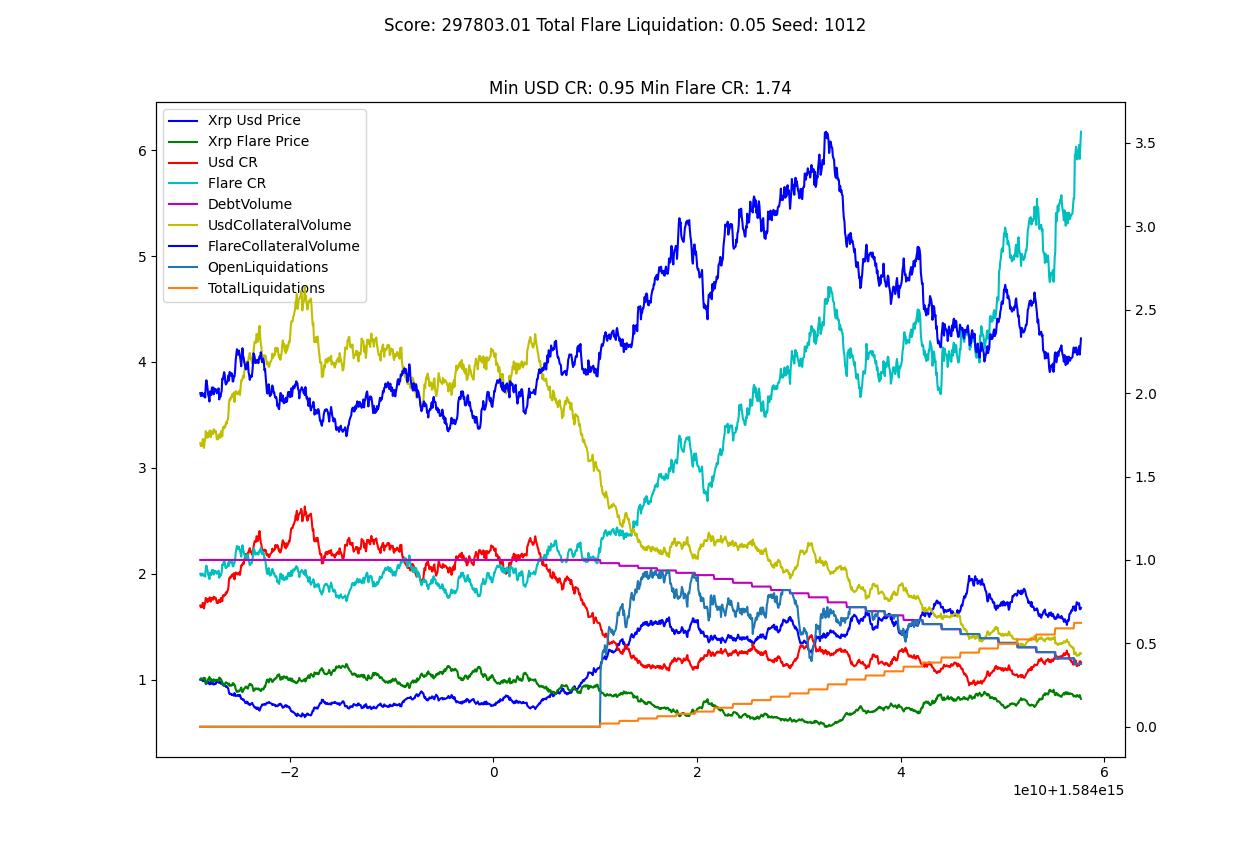 Score: 297803.01 Total Flare Liquidation: 0.05 Seed: 1012
Min USD CR: 0.95 Min Flare CR: 1.74
Xrp Usd Price
Xrp Flare Price
Usd CR
Flare CR
DebtVolume
UsdCollateralVolume
FlareCollateralVolume
OpenLiquidations
TotalLiquidations
6
5
4
3
2
1
3.5
3.0
2.5
2.0
1.5
1.0
0.5
0.0
−2
0
2
4
6
1e10+1.584e15